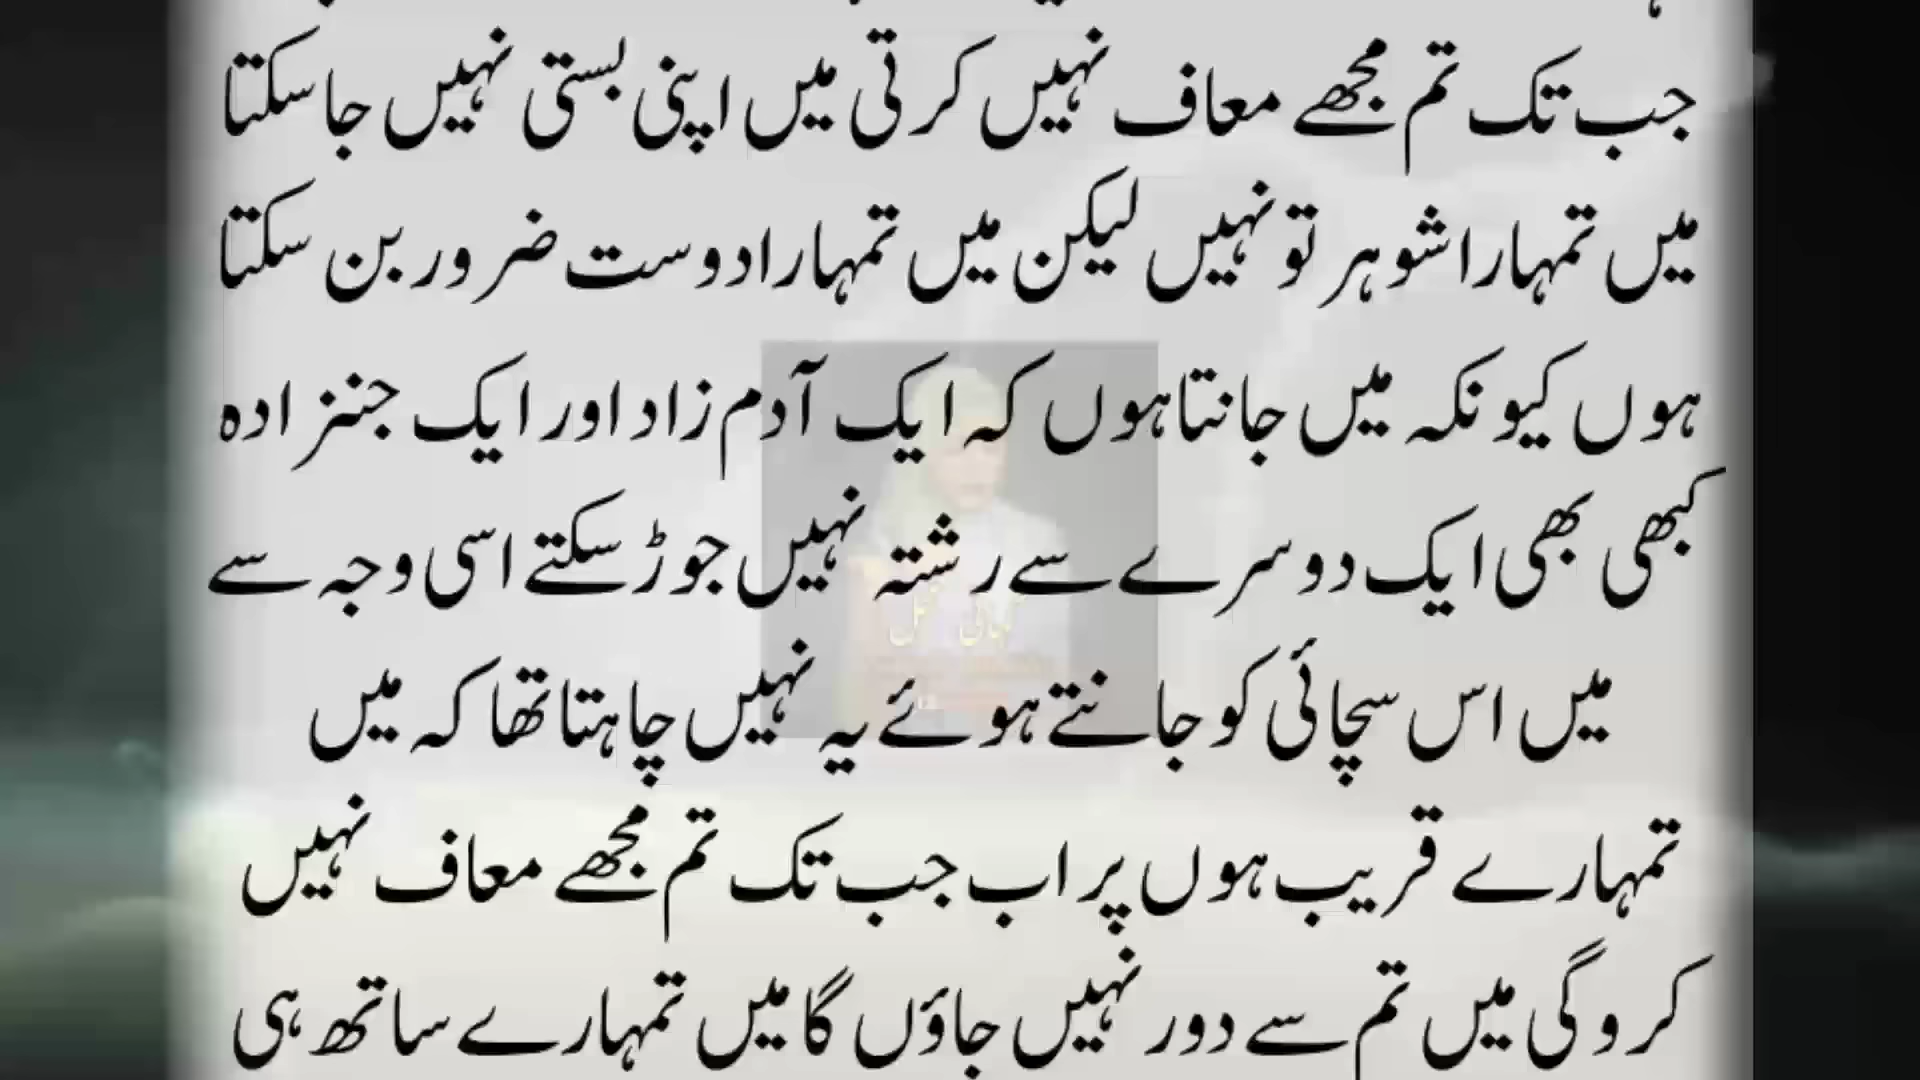 جب تک تم مجھے معاف نہیں کرتی میں اپنی بستی نہیں جا سکتا
میں تمہارا شوہر تو نہیں لیکن میں تمہارا دوست ضرور بن سکتا
ہوں کیونکہ میں جانتا ہوں کہ ایک آدم زاد اور ایک جنزادہ
کبھی بھی ایک دوسرے سے رشتہ نہیں جوڑ سکتے اسی وجہ سے
میں اس سچائی کو جانتے ہوئے یہ نہیں چاہتا تھا کہ میں
تمہارے قریب ہوں پر اب جب تک تم مجھے معاف نہیں
کرو گی میں تم سے دور نہیں جاؤں گا میں تمہارے ساتھ ہی